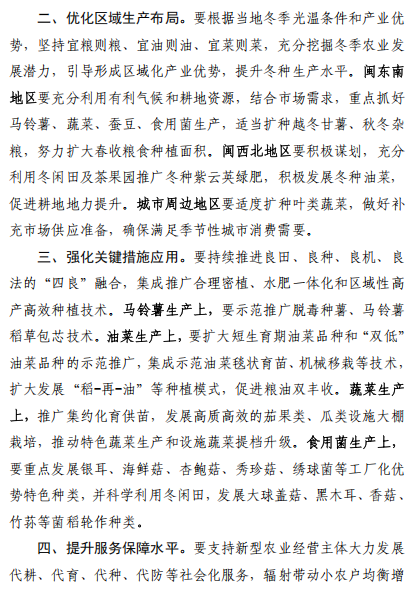 二、优化区域生产布局。要根据当地冬季光温条件和产业优
势，坚持宜粮则粮、宜油则油、宜菜则菜，充分挖掘冬季农业发
展潜力，引导形成区域化产业优势，提升冬种生产水平。闽东南
地区要充分利用有利气候和耕地资源，结合市场需求，重点抓好
马铃薯、蔬菜、蚕豆、食用菌生产，适当扩种越冬甘薯、秋冬杂
粮，努力扩大春收粮食种植面积。闽西北地区要积极谋划，充分
利用冬闲田及茶果园推广冬种紫云英绿肥，积极发展冬种油菜，
促进耕地地力提升。城市周边地区要适度扩种叶类蔬菜，做好补
充市场供应准备，确保满足季节性城市消费需要。
三、强化关键措施应用。要持续推进良田、良种、良机、良
法的“四良”融合，集成推广合理密植、水肥一体化和区域性高
产高效种植技术。马铃薯生产上，要示范推广脱毒种薯、马铃薯
稻草包芯技术。油菜生产上，要扩大短生育期油菜品种和“双低”
油菜品种的示范推广，集成示范油菜毯状育苗、机械移栽等技术，
扩大发展“稻-再-油”等种植模式，促进粮油双丰收。蔬菜生产
上，推广集约化育供苗，发展高质高效的茄果类、瓜类设施大棚
栽培，推动特色蔬菜生产和设施蔬菜提档升级。食用菌生产上，
要重点发展银耳、海鲜菇、杏鲍菇、秀珍菇、绣球菌等工厂化优
势特色种类，并科学利用冬闲田，发展大球盖菇、黑木耳、香菇、
竹荪等菌稻轮作种类。
四、提升服务保障水平。要支持新型农业经营主体大力发展
代耕、代育、代种、代防等社会化服务，辐射带动小农户均衡增